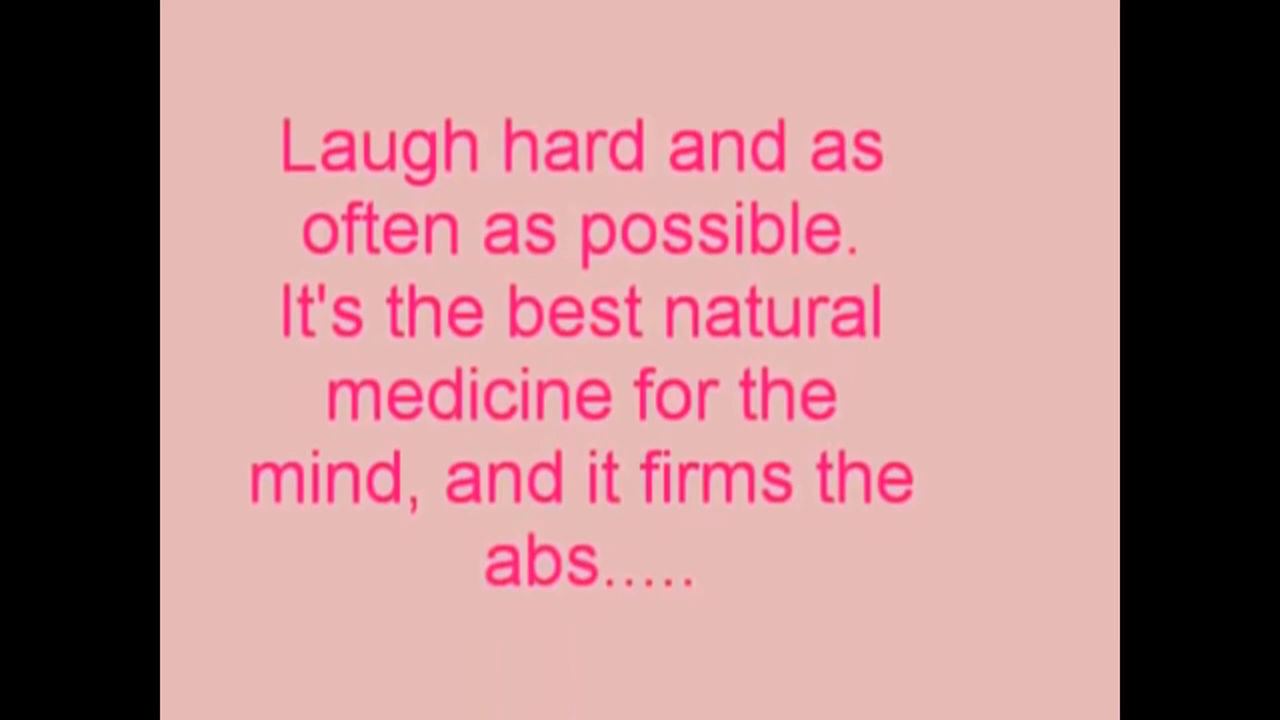 Laugh hard and as
often as possible.
It's the best natural
medicine for the
mind, and it firms the
abs.....